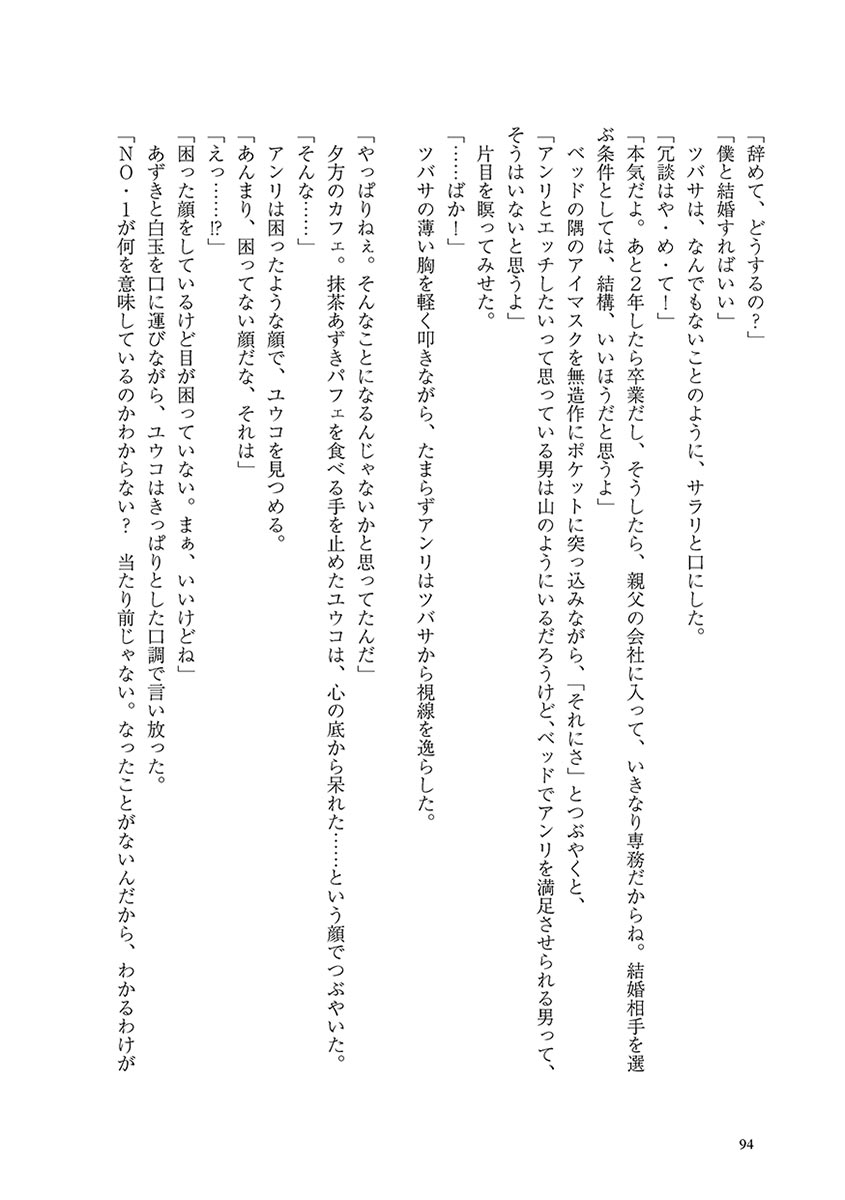 「辞めて、どうするの？」
「僕と結婚すればいい」
　ツバサは、なんでもないことのように、サラリと口にした。
「冗談はや・め・て！」
「本気だよ。あと２年したら卒業だし、そうしたら、親父の会社に入って、いきなり専務だからね。結婚相手を選
ぶ条件としては、結構、いいほうだと思うよ」
　ベッドの隅のアイマスクを無造作にポケットに突っ込みながら、「それにさ」とつぶやくと、
「アンリとエッチしたいって思っている男は山のようにいるだろうけど、ベッドでアンリを満足させられる男って、
そうはいないと思うよ」
　片目を瞑ってみせた。
「……ばか！」
　ツバサの薄い胸を軽く叩きながら、たまらずアンリはツバサから視線を逸らした。
「やっぱりねぇ。そんなことになるんじゃないかと思ってたんだ」
　夕方のカフェ。抹茶あずきパフェを食べる手を止めたユウコは、心の底から呆れた……という顔でつぶやいた。
「そんな……」
　アンリは困ったような顔で、ユウコを見つめる。
「あんまり、困ってない顔だな、それは」
「えっ……⁉」
「困った顔をしているけど目が困っていない。まぁ、いいけどね」
　あずきと白玉を口に運びながら、ユウコはきっぱりとした口調で言い放った。
「ＮＯ・１が何を意味しているのかわからない？　当たり前じゃない。なったことがないんだから、わかるわけが
94